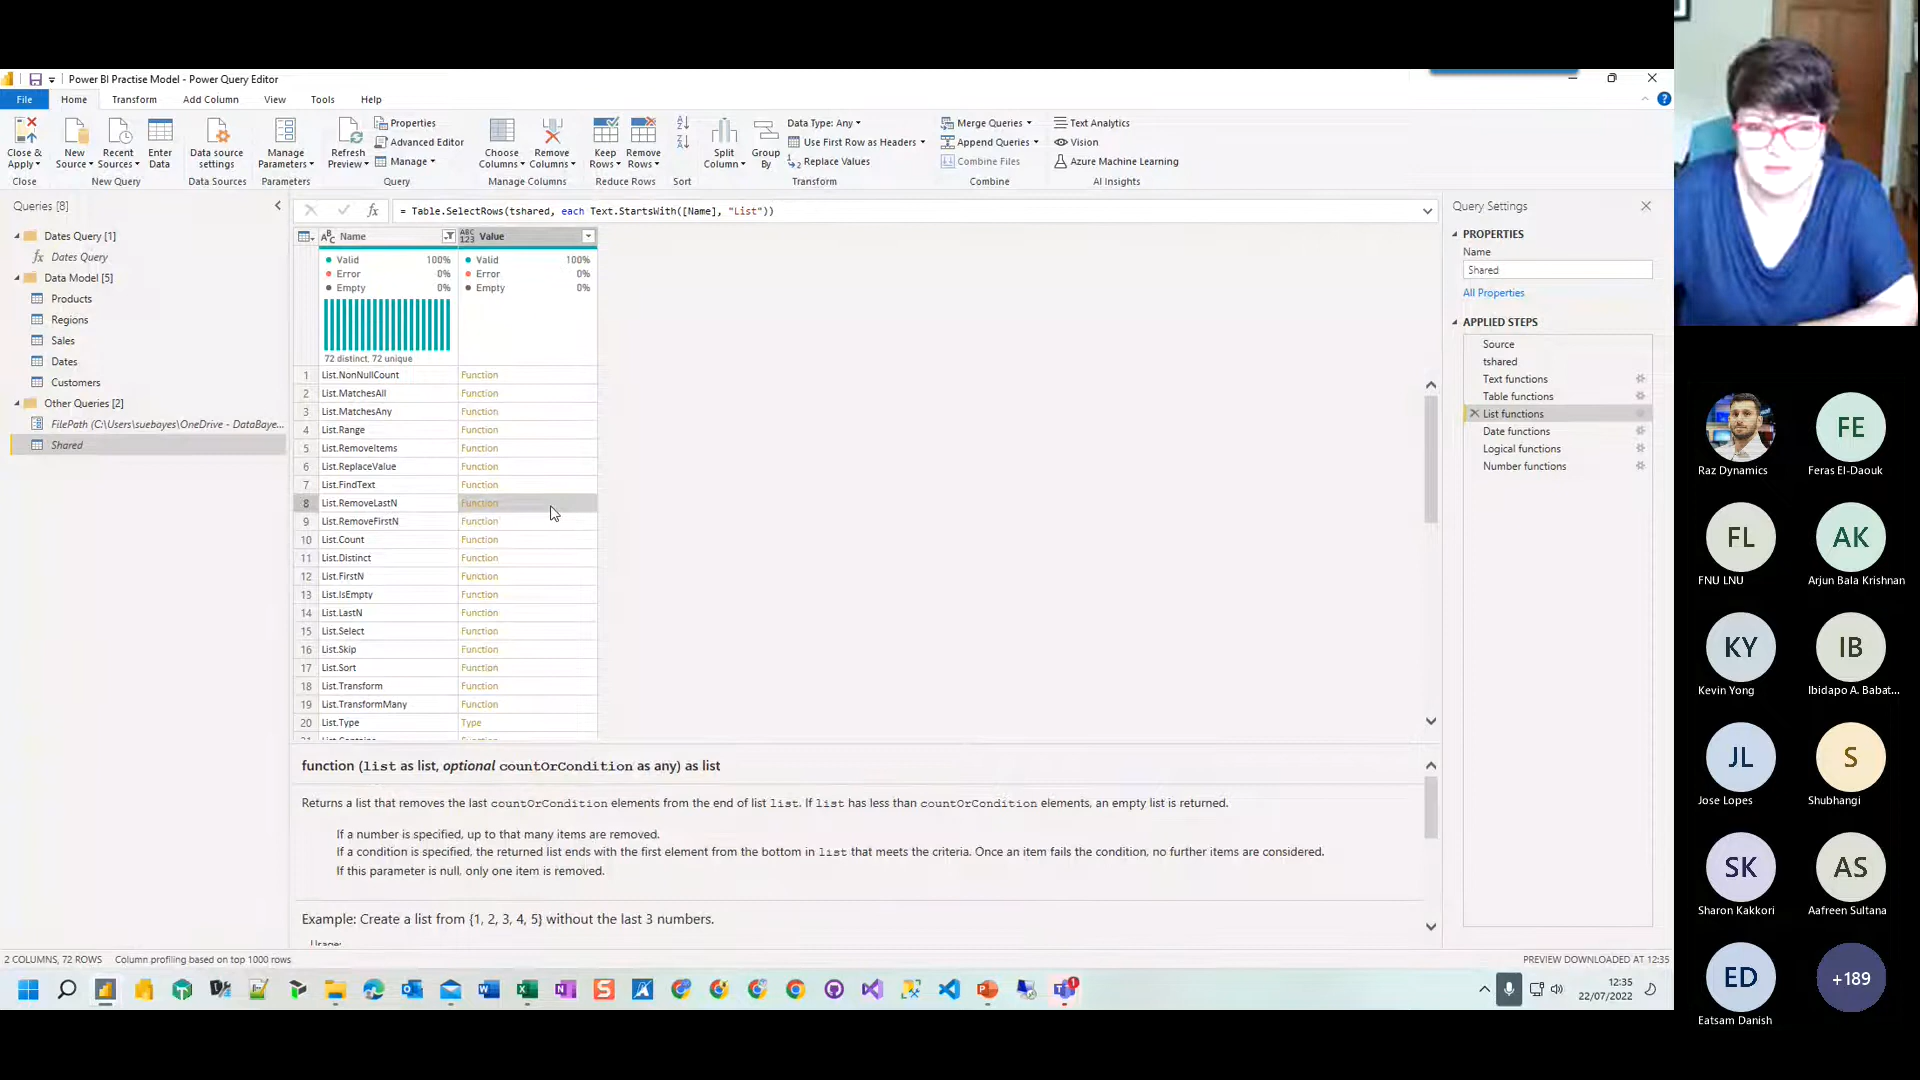 Power BI Practise Model - Power Query Editor
File Home Transform Add Column View Tools Help
Close & Apply
New Source
Recent Sources
Enter Data
Data source settings
Manage Parameters
Refresh Preview
Properties
Advanced Editor
Manage
Choose Columns
Remove Columns
Keep Rows
Remove Rows
Split Column
Group By
Data Type: Any
Use First Row as Headers
Replace Values
Merge Queries
Append Queries
Combine Files
Text Analytics
Vision
Azure Machine Learning
Close New Query Data Sources Parameters Query Manage Columns Reduce Rows Sort Transform Combine AI Insights
Queries [8]
Dates Query [1]
Dates Query
Data Model [5]
Products
Regions
Sales
Dates
Customers
Other Queries [2]
FilePath (C:\Users\suebayes\OneDrive - DataBaye...
Shared
= Table.SelectRows(tshared, each Text.StartsWith([Name], "List"))
Name Value
Valid 100% Valid 100%
Error 0% Error 0%
Empty 0% Empty 0%
72 distinct, 72 unique
1 List.NonNullCount Function
2 List.MatchesAll Function
3 List.MatchesAny Function
4 List.Range Function
5 List.RemoveItems Function
6 List.ReplaceValue Function
7 List.FindText Function
8 List.RemoveLastN Function
9 List.RemoveFirstN Function
10 List.Count Function
11 List.Distinct Function
12 List.FirstN Function
13 List.IsEmpty Function
14 List.LastN Function
15 List.Select Function
16 List.Skip Function
17 List.Sort Function
18 List.Transform Function
19 List.TransformMany Function
20 List.Type Type
function (list as list, optional countOrCondition as any) as list
Returns a list that removes the last countOrCondition elements from the end of list list. If list has less than countOrCondition elements, an empty list is returned.
If a number is specified, up to that many items are removed.
If a condition is specified, the returned list ends with the first element from the bottom in list that meets the criteria. Once an item fails the condition, no further items are considered.
If this parameter is null, only one item is removed.
Example: Create a list from {1, 2, 3, 4, 5} without the last 3 numbers.
Usage:
Query Settings
PROPERTIES
Name
Shared
All Properties
APPLIED STEPS
Source
tshared
Text functions
Table functions
List functions
Date functions
Logical functions
Number functions
2 COLUMNS, 72 ROWS Column profiling based on top 1000 rows
PREVIEW DOWNLOADED AT 12:35
12:35
22/07/2022
Raz Dynamics
FE
Feras El-Daouk
FL
FNU LNU
AK
Arjun Bala Krishnan
KY
Kevin Yong
IB
Ibidapo A. Babat...
JL
Jose Lopes
S
Shubhangi
SK
Sharon Kakkori
AS
Aafreen Sultana
ED
Eatsam Danish
+189